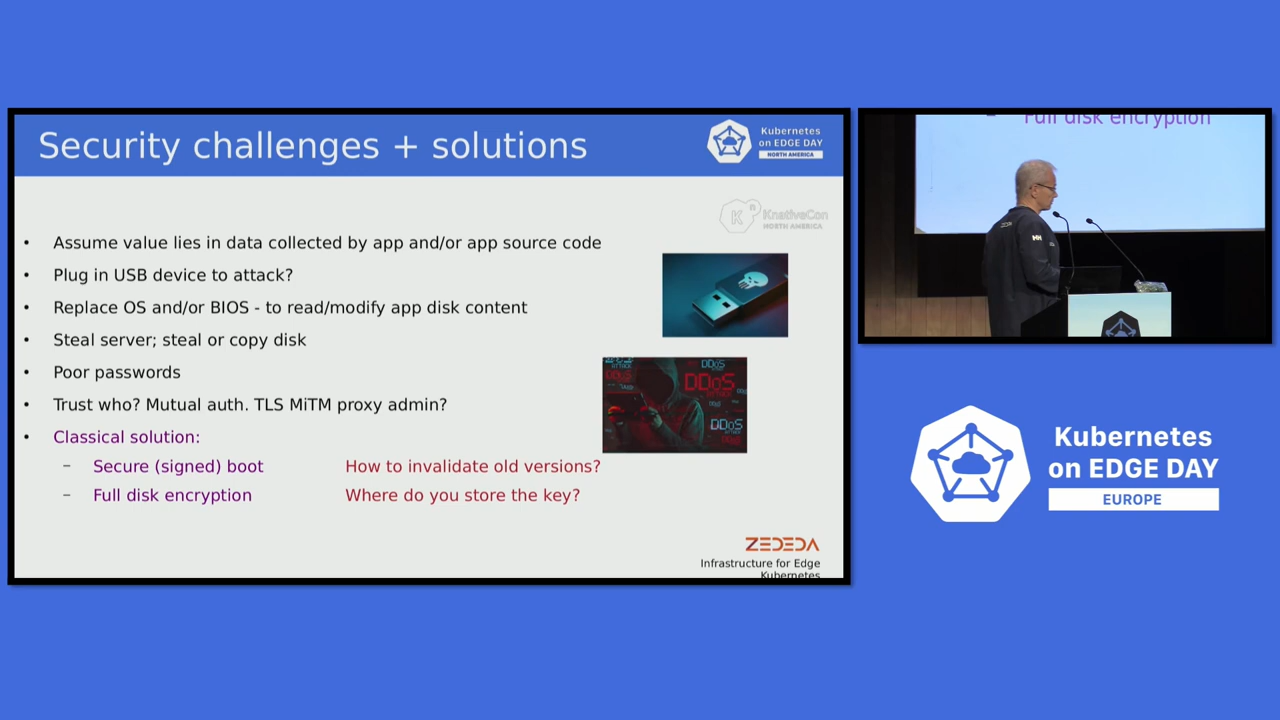 Security challenges + solutions
Kubernetes
on EDGE DAY
NORTH AMERICA
KnativeCon
NORTH AMERICA
• Assume value lies in data collected by app and/or app source code
• Plug in USB device to attack?
• Replace OS and/or BIOS - to read/modify app disk content
• Steal server; steal or copy disk
• Poor passwords
• Trust who? Mutual auth. TLS MiTM proxy admin?
• Classical solution:
– Secure (signed) boot How to invalidate old versions?
– Full disk encryption Where do you store the key?
DDoS
DDoS
DDoS
ZEDEDA
Infrastructure for Edge
Kubernetes
– Full disk encryption
HH
Kubernetes
on EDGE DAY
EUROPE